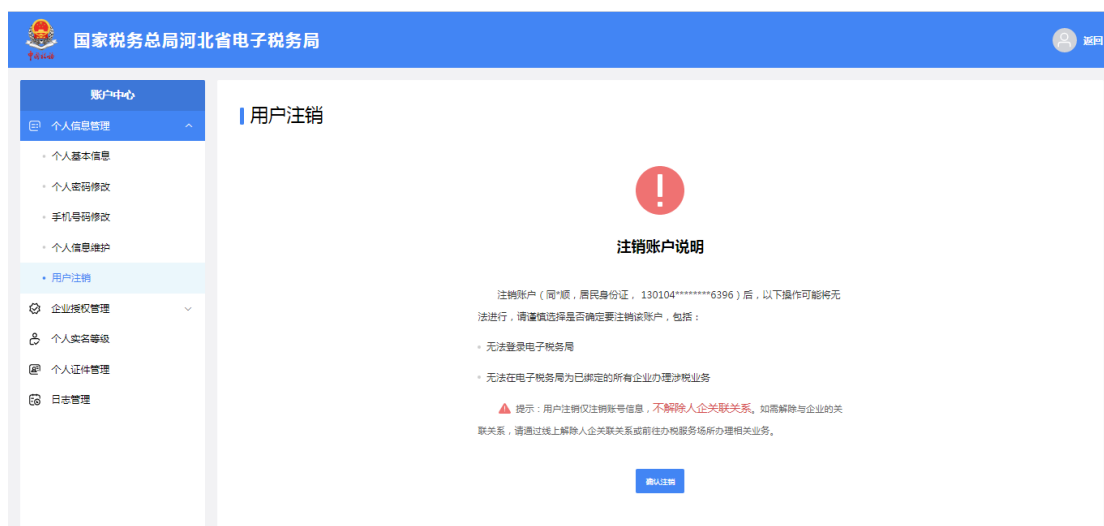 国家税务总局河北省电子税务局
返回
账户中心
个人信息管理
个人基本信息
个人密码修改
手机号码修改
个人信息维护
用户注销
企业授权管理
个人实名等级
个人证件管理
日志管理
用户注销
注销账户说明
注销账户（闫*顺，居民身份证， 130104********6396）后，以下操作可能将无
法进行，请谨慎选择是否确定要注销该账户，包括：
无法登录电子税务局
无法在电子税务局为已绑定的所有企业办理涉税业务
提示：用户注销仅注销账号信息，不解除人企关联关系。如需解除与企业的关
联关系，请通过线上解除人企关联关系或前往办税服务场所办理相关业务。
确认注销